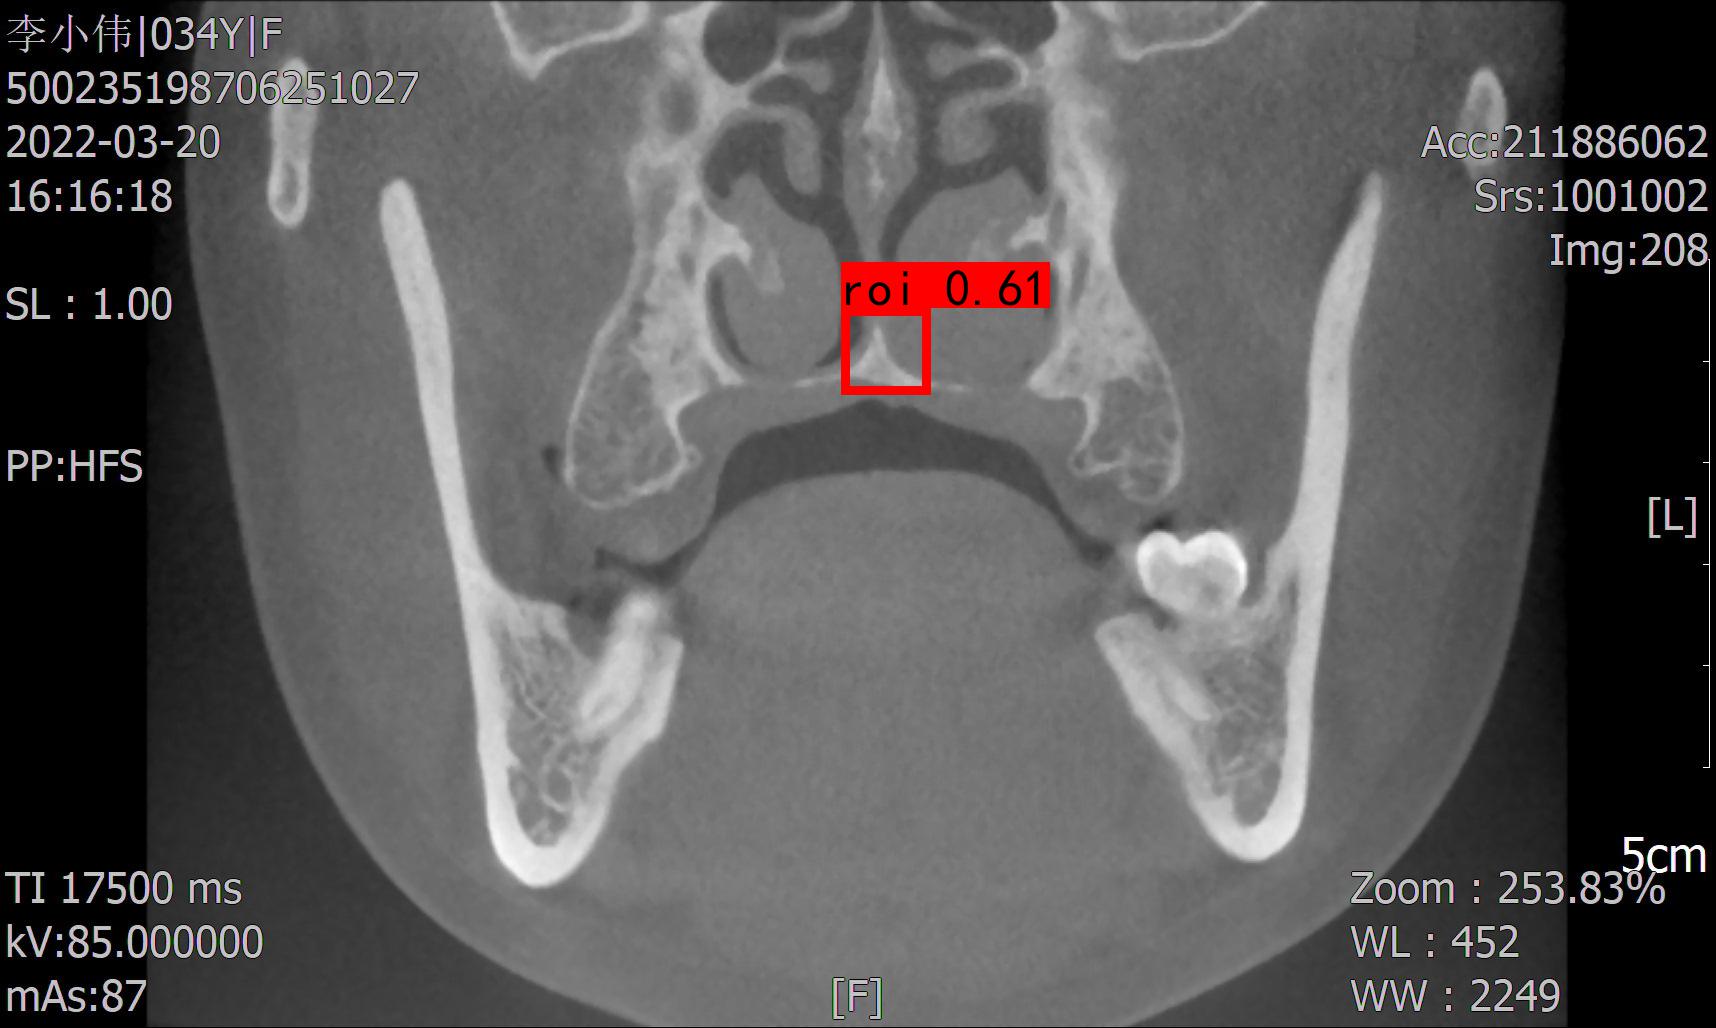 李小伟|034Y|F
500235198706251027
2022-03-20
16:16:18
SL : 1.00
PP:HFS
Acc:211886062
Srs:1001002
Img:208
roi 0.61
[L]
5cm
TI 17500 ms
kV:85.000000
mAs:87
[F]
Zoom : 253.83%
WL : 452
WW : 2249